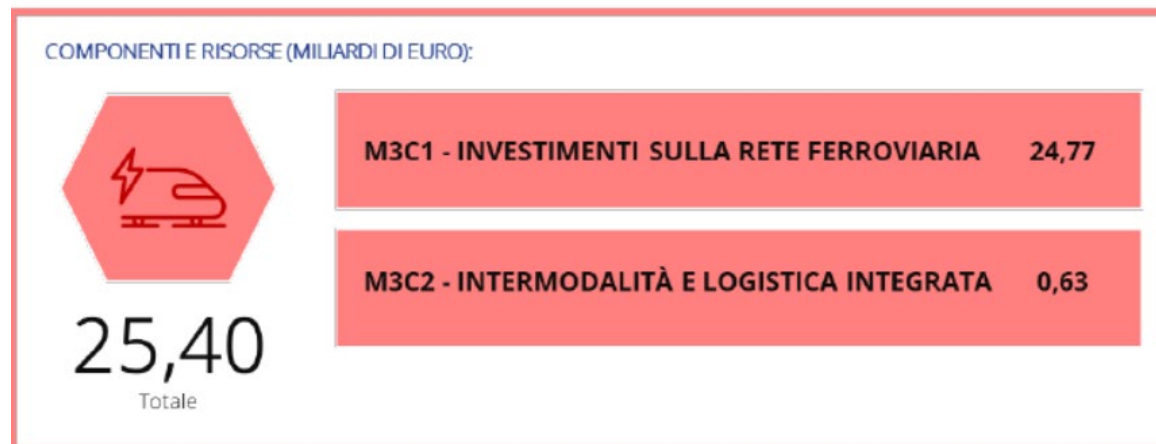 COMPONENTI E RISORSE (MILIARDI DI EURO):
M3C1 - INVESTIMENTI SULLA RETE FERROVIARIA 24,77
M3C2 - INTERMODALITÀ E LOGISTICA INTEGRATA 0,63
25,40
Totale